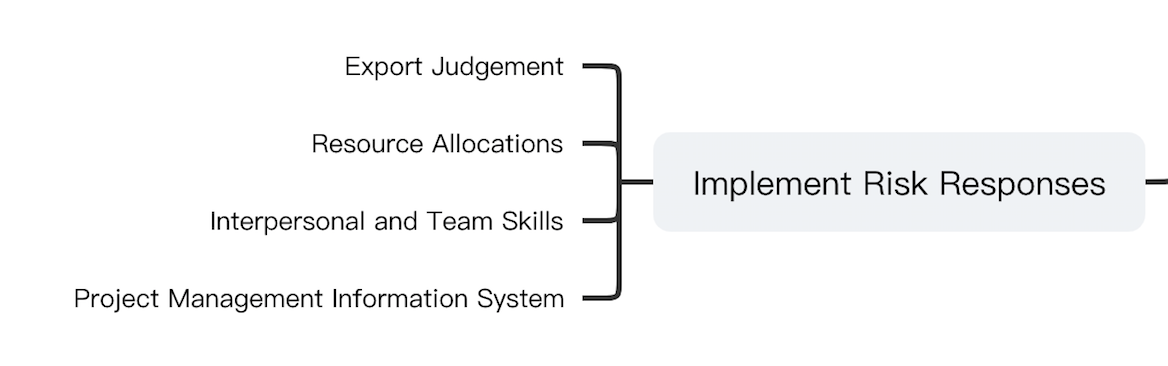 Export Judgement
Resource Allocations
Implement Risk Responses
Interpersonal and Team Skills
Project Management Information System